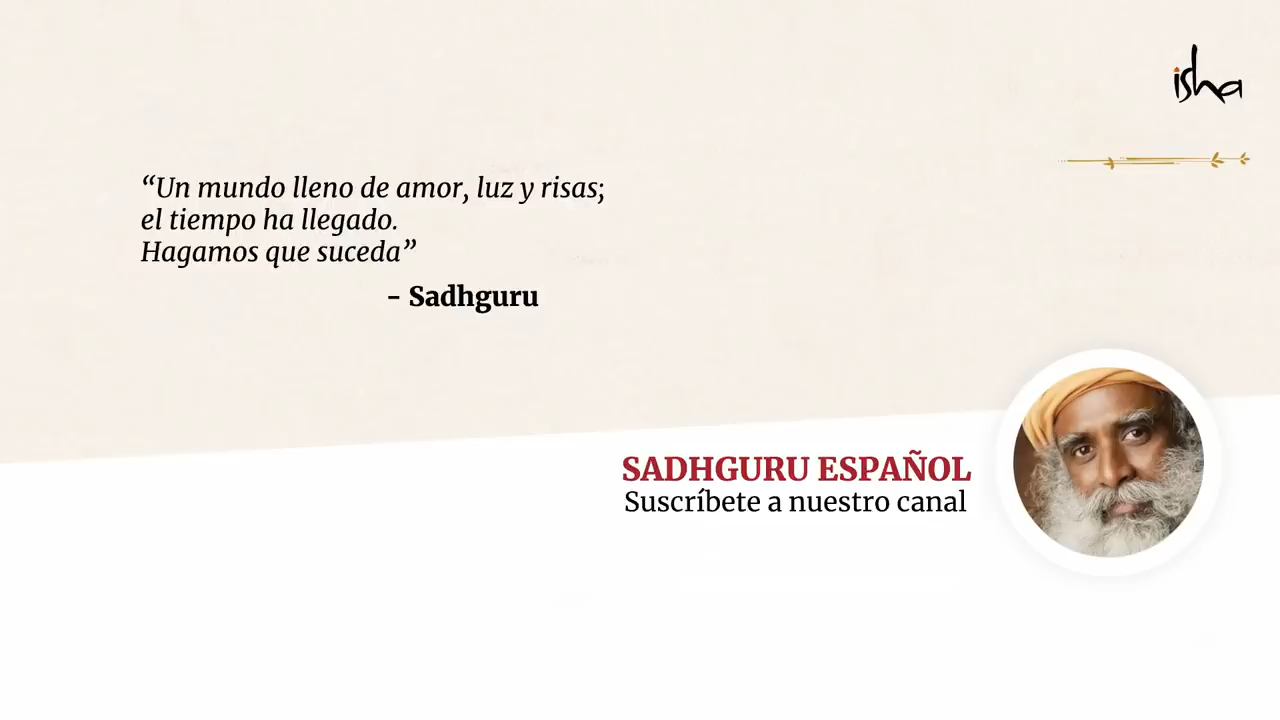 isha
“Un mundo lleno de amor, luz y risas;
el tiempo ha llegado.
Hagamos que suceda”
- Sadhguru
SADHGURU ESPAÑOL
Suscríbete a nuestro canal